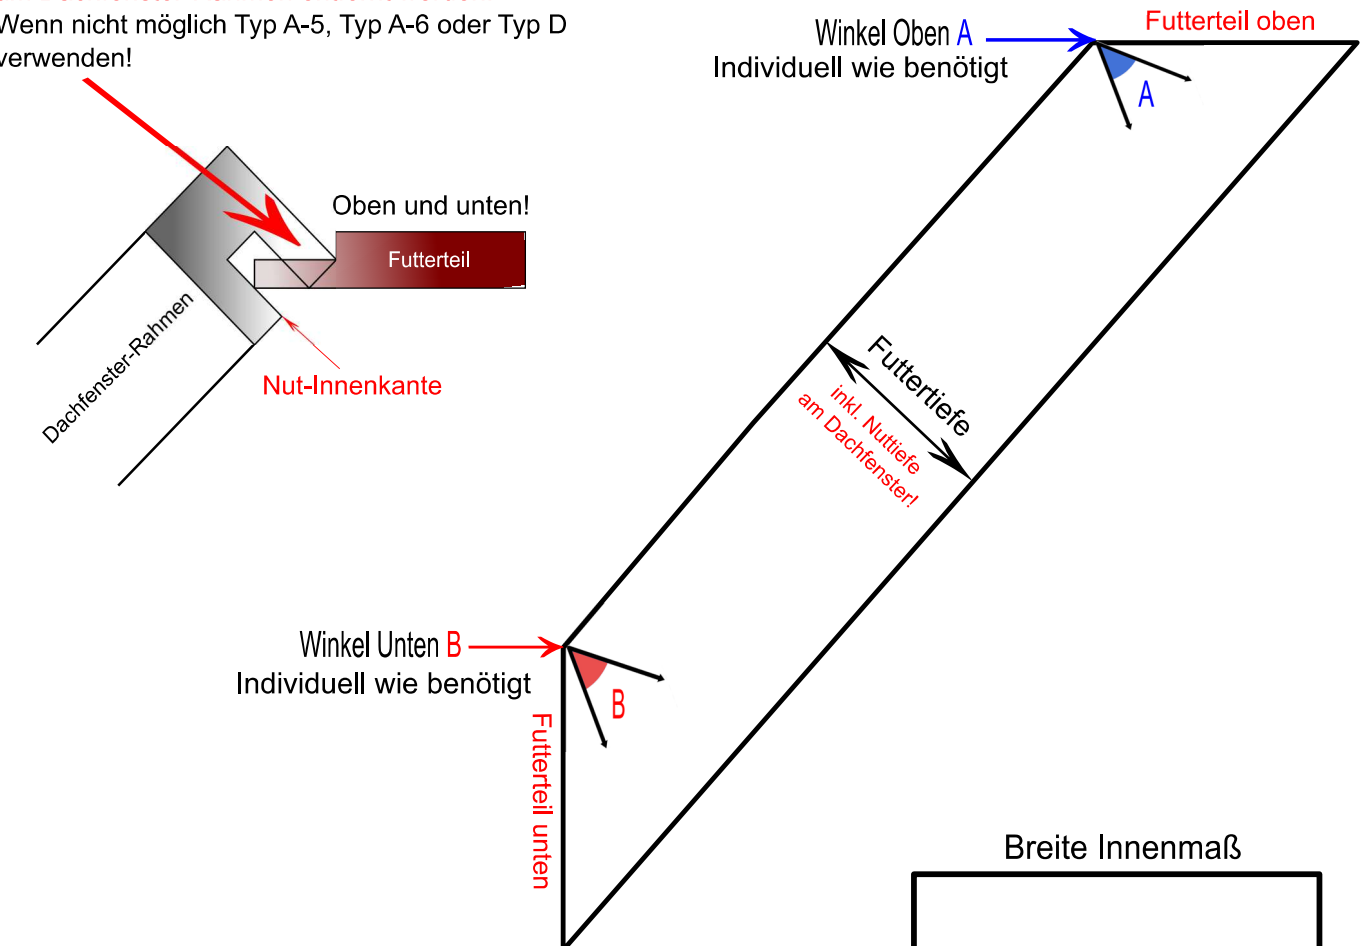 Wenn nicht möglich Typ A-5, Typ A-6 oder Typ D
verwenden!
Winkel Oben A
Individuell wie benötigt
Futterteil oben
A
Oben und unten!
Futterteil
Dachfenster-Rahmen
Nut-Innenkante
Futtertiefe
inkl. Nuttiefe
am Dachfenster!
Winkel Unten B
Individuell wie benötigt
B
Futterteil unten
Breite Innenmaß